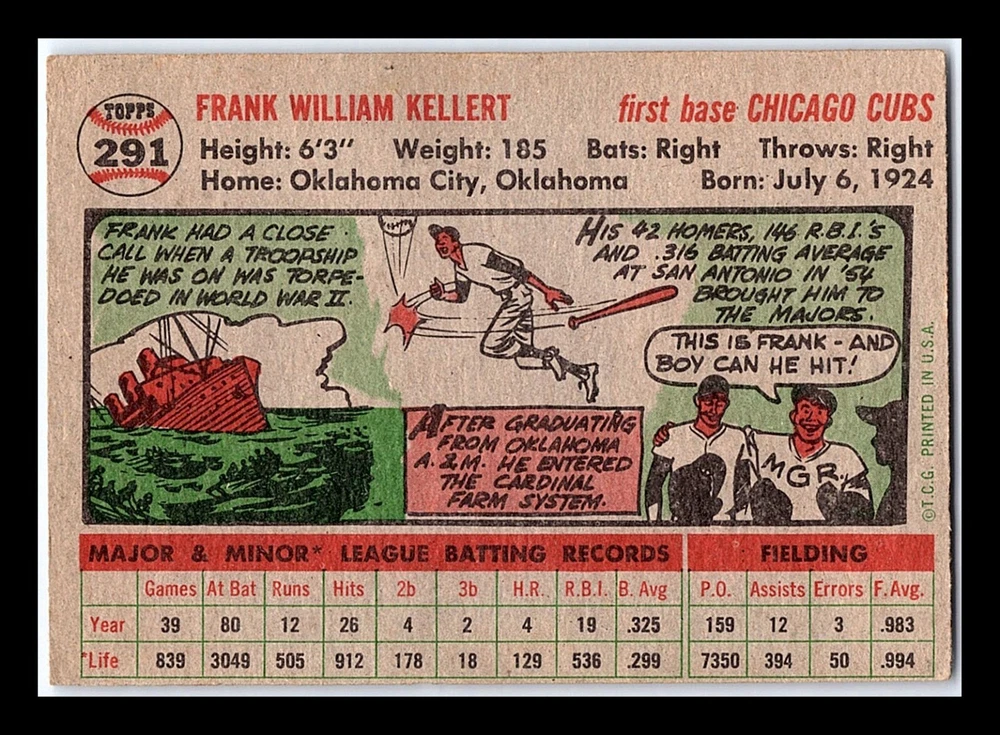 TOPPS
291
FRANK WILLIAM KELLERT first base CHICAGO CUBS
Height: 6'3" Weight: 185 Bats: Right Throws: Right
Home: Oklahoma City, Oklahoma Born: July 6, 1924
FRANK HAD A CLOSE
CALL WHEN A TROOPSHIP
HE WAS ON WAS TORPE-
DOED IN WORLD WAR II.
HIS 42 HOMERS, 146 R.B.I.'S
AND .316 BATTING AVERAGE
AT SAN ANTONIO IN '54
BROUGHT HIM TO
THE MAJORS.
THIS IS FRANK - AND
BOY CAN HE HIT!
AFTER GRADUATING
FROM OKLAHOMA
A. & M. HE ENTERED
THE CARDINAL
FARM SYSTEM.
MGR.
©T.C.G. PRINTED IN U.S.A.
MAJOR & MINOR* LEAGUE BATTING RECORDS FIELDING
Games At Bat Runs Hits 2b 3b H.R. R.B.I. B. Avg P.O. Assists Errors F.Avg.
Year 39 80 12 26 4 2 4 19 .325 159 12 3 .983
*Life 839 3049 505 912 178 18 129 536 .299 7350 394 50 .994